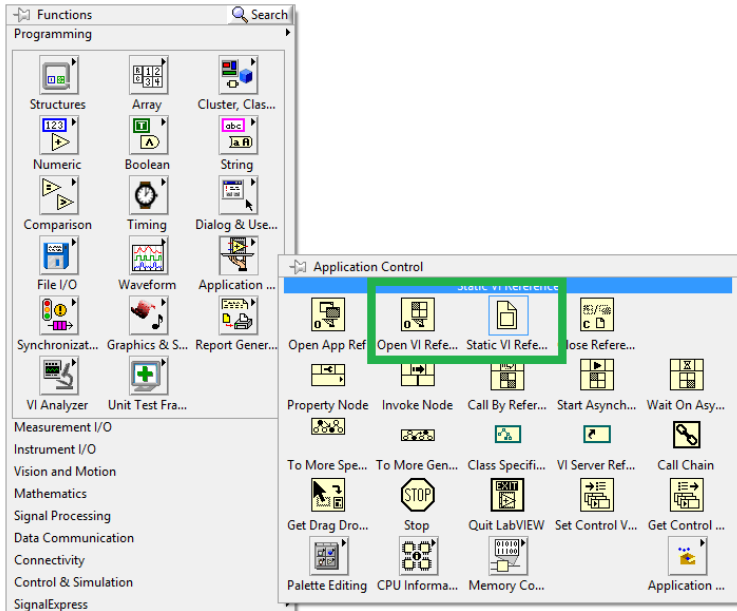 Functions
Search
Programming
Structures
Array
Cluster, Clas...
Numeric
Boolean
String
Comparison
Timing
Dialog & Use...
File I/O
Waveform
Application ...
Synchronizat...
Graphics & S...
Report Gener...
VI Analyzer
Unit Test Fra...
Measurement I/O
Instrument I/O
Vision and Motion
Mathematics
Signal Processing
Data Communication
Connectivity
Control & Simulation
SignalExpress
Application Control
Static VI Reference
Open App Ref
Open VI Refe...
Static VI Refe...
lose Refere...
Property Node
Invoke Node
Call By Refer...
Start Asynch...
Wait On Asy...
To More Spe...
To More Gen...
Class Specifi...
VI Server Ref...
Call Chain
Get Drag Dro...
STOP
Stop
EXIT
Quit LabVIEW
Set Control V...
Get Control ...
Palette Editing
CPU Informa...
Memory Co...
Application ...